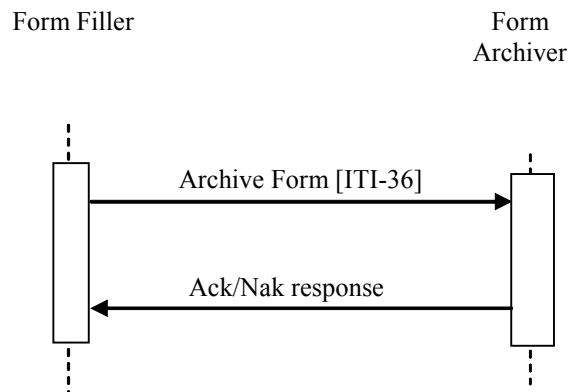 Form Filler
Form
Archiver
Archive Form [ITI-36]
Ack/Nak response